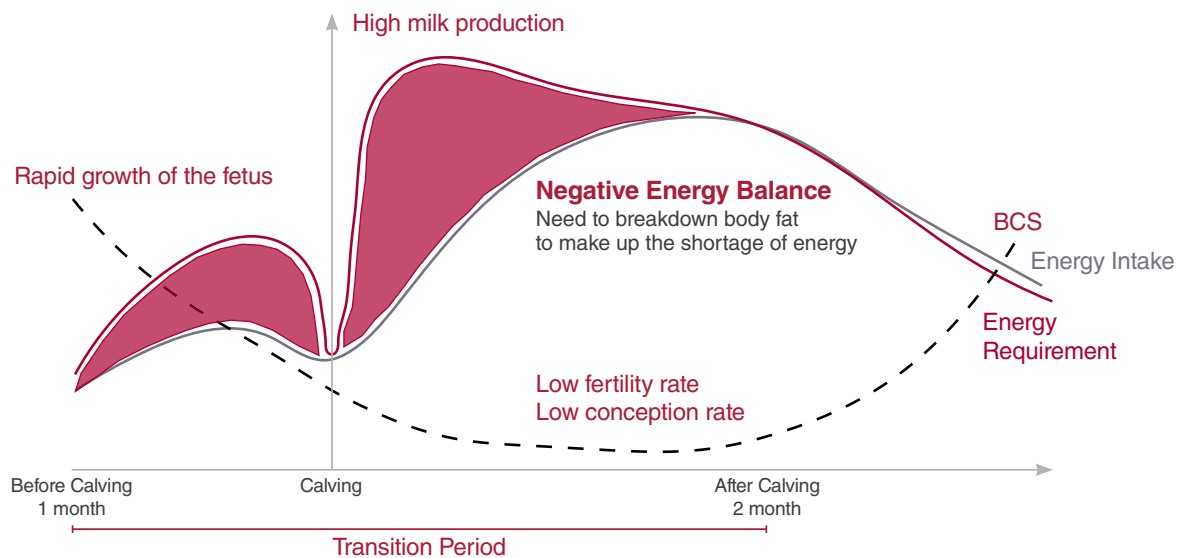 High milk production
Rapid growth of the fetus
Negative Energy Balance
Need to breakdown body fat
to make up the shortage of energy
BCS
Energy Intake
Energy
Requirement
Low fertility rate
Low conception rate
Before Calving
1 month
Calving
After Calving
2 month
Transition Period